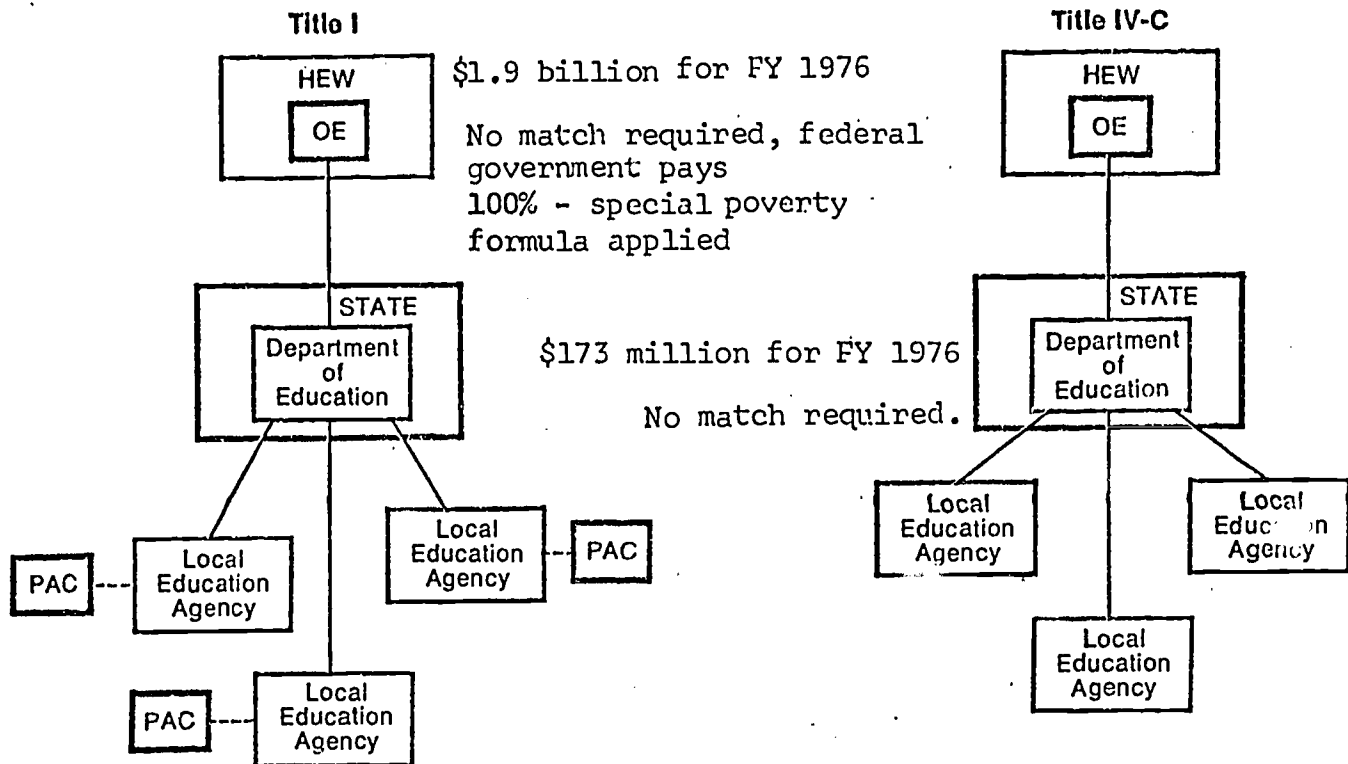 Title I
HEW
OE
$1.9 billion for FY 1976
No match required, federal
government pays
100% - special poverty
formula applied
STATE
Department
of
Education
Local
Education
Agency
PAC
Local
Education
Agency
PAC
Local
Education
Agency
PAC
Title IV-C
HEW
OE
$173 million for FY 1976
No match required.
STATE
Department
of
Education
Local
Education
Agency
Local
Education
Agency
Local
Agency